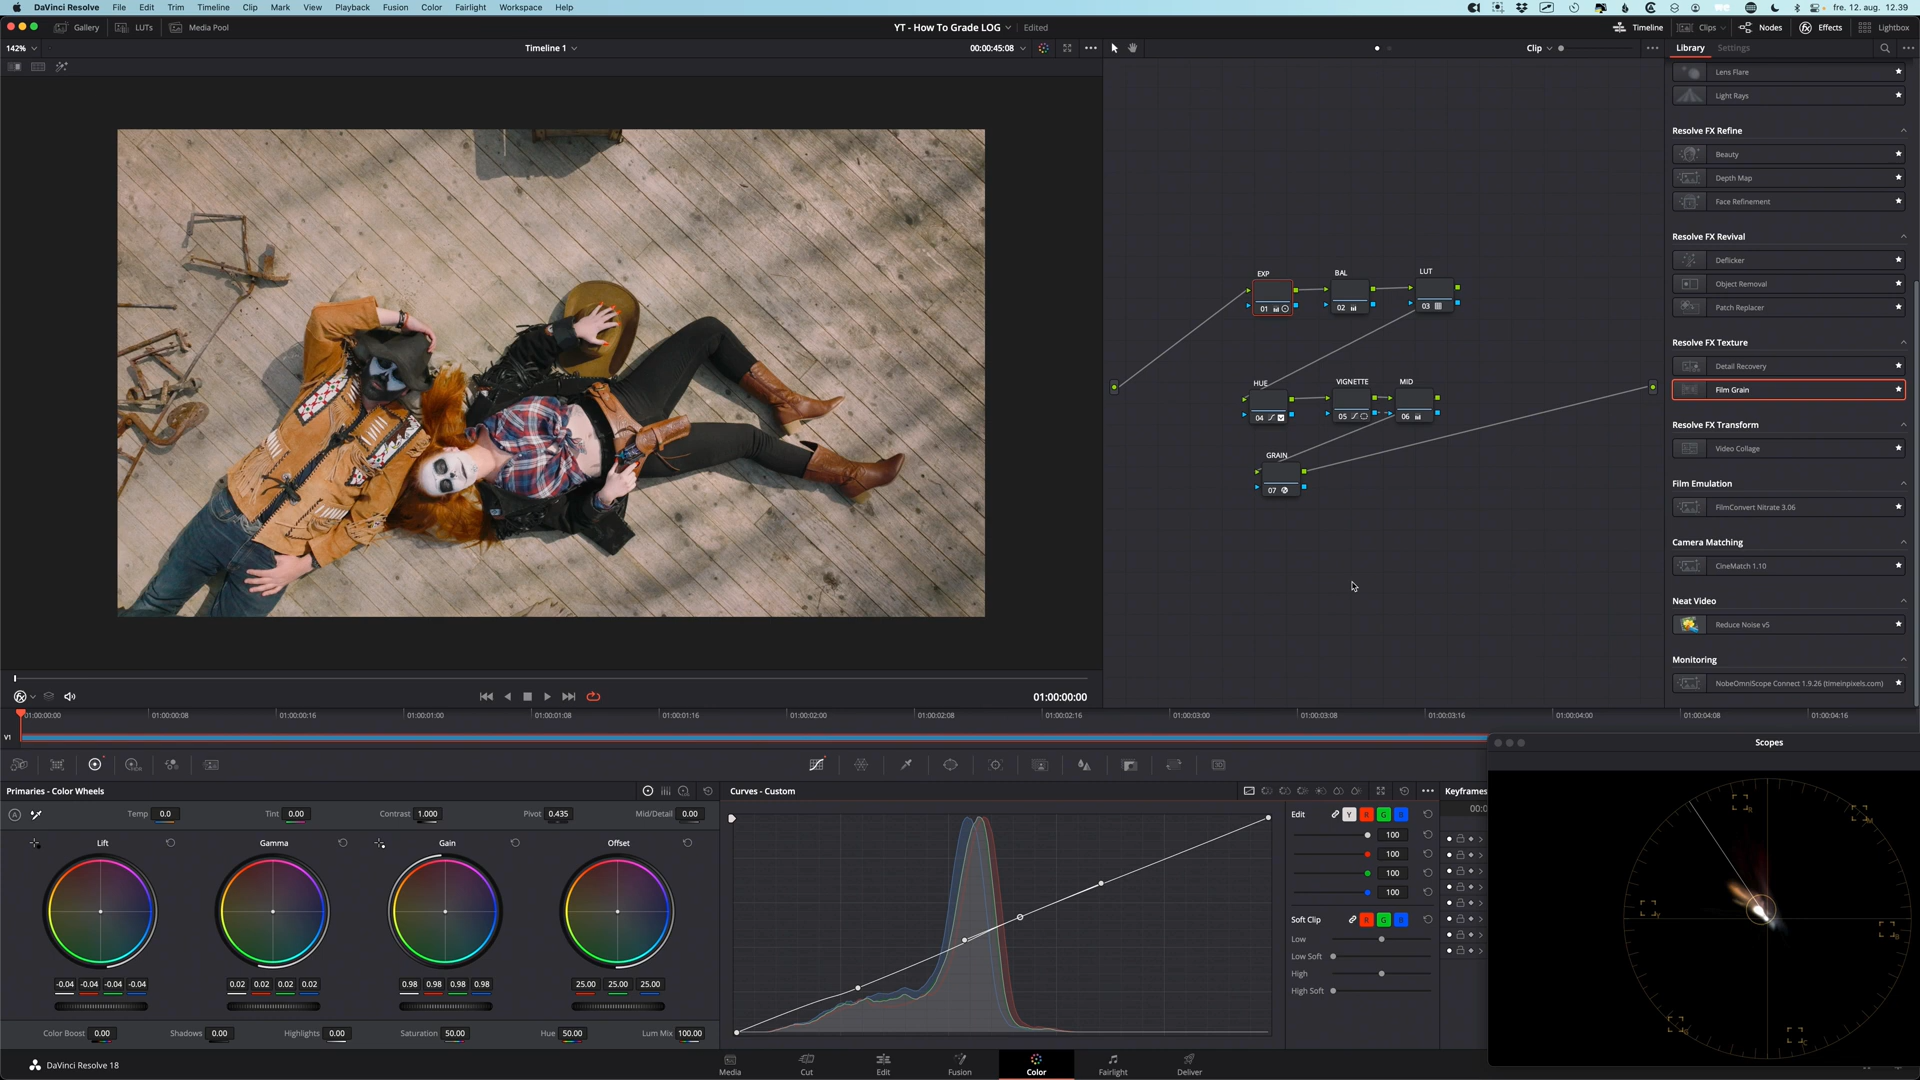 DaVinci Resolve File Edit Trim Timeline Clip Mark View Playback Fusion Color Fairlight Workspace Help fre. 12. aug. 12.39
Gallery LUTs Media Pool YT - How To Grade LOG Edited Timeline Clips Nodes Effects Lightbox
142% Timeline 1 00:00:45:08 Clip Library Settings
Lens Flare
Light Rays
Resolve FX Refine
Beauty
Depth Map
Face Refinement
Resolve FX Revival
Deflicker
Object Removal
Patch Replacer
Resolve FX Texture
Detail Recovery
Film Grain
Resolve FX Transform
Video Collage
Film Emulation
FilmConvert Nitrate 3.06
Camera Matching
CineMatch 1.10
Neat Video
Reduce Noise v5
Monitoring
NobeOmniScope Connect 1.9.26 (timeinpixels.com)
EXP BAL LUT
01 02 03
HUE VIGNETTE MID
04 05 06
GRAIN
07
01:00:00:00
01:00:00:00 01:00:00:08 01:00:00:16 01:00:01:00 01:00:01:08 01:00:01:16 01:00:02:00 01:00:02:08 01:00:02:16 01:00:03:00 01:00:03:08 01:00:03:16 01:00:04:00 01:00:04:08 01:00:04:16
V1
Scopes
Primaries - Color Wheels Curves - Custom Keyframes
Temp 0.0 Tint 0.00 Contrast 1.000 Pivot 0.435 Mid/Detail 0.00
Edit Y R G B
00:0
Lift Gamma Gain Offset
100
100
100
100
Soft Clip R G B
Low
Low Soft
High
High Soft
-0.04 -0.04 -0.04 -0.04 0.02 0.02 0.02 0.02 0.98 0.98 0.98 0.98 25.00 25.00 25.00
Color Boost 0.00 Shadows 0.00 Highlights 0.00 Saturation 50.00 Hue 50.00 Lum Mix 100.00
DaVinci Resolve 18
Media Cut Edit Fusion Color Fairlight Deliver